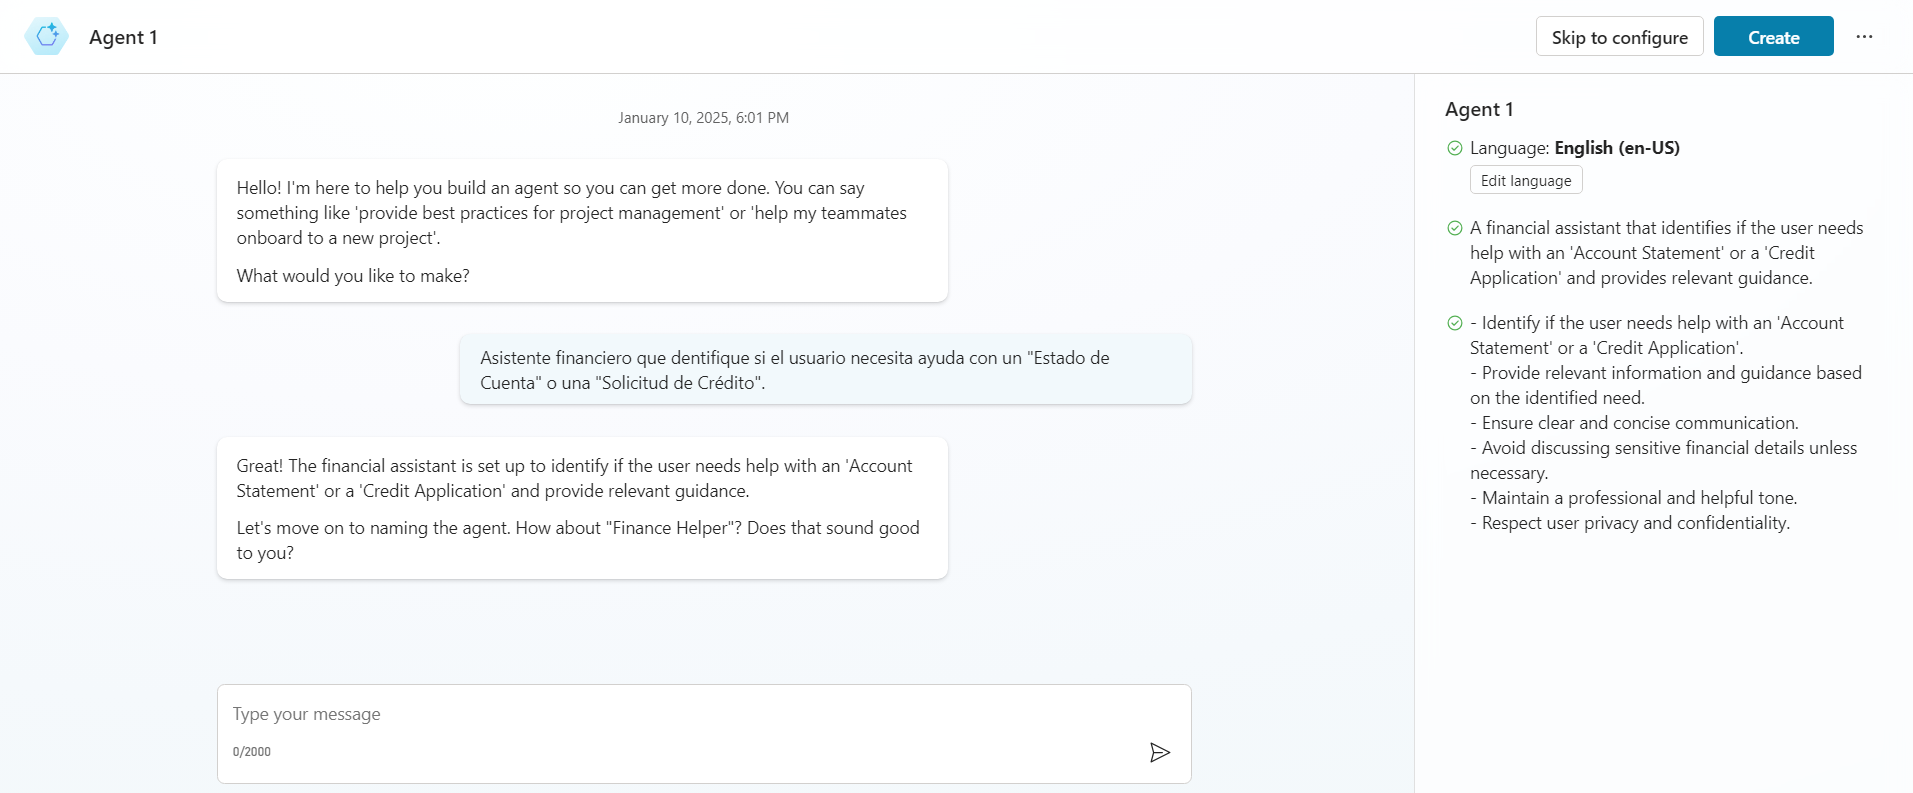 Agent 1
Skip to configure
Create
January 10, 2025, 6:01 PM
Hello! I'm here to help you build an agent so you can get more done. You can say
something like 'provide best practices for project management' or 'help my teammates
onboard to a new project'.
What would you like to make?
Asistente financiero que dentifique si el usuario necesita ayuda con un "Estado de
Cuenta" o una "Solicitud de Crédito".
Great! The financial assistant is set up to identify if the user needs help with an 'Account
Statement' or a 'Credit Application' and provide relevant guidance.
Let's move on to naming the agent. How about "Finance Helper"? Does that sound good
to you?
Type your message
0/2000
Agent 1
Language: English (en-US)
Edit language
A financial assistant that identifies if the user needs
help with an 'Account Statement' or a 'Credit
Application' and provides relevant guidance.
- Identify if the user needs help with an 'Account
Statement' or a 'Credit Application'.
- Provide relevant information and guidance based
on the identified need.
- Ensure clear and concise communication.
- Avoid discussing sensitive financial details unless
necessary.
- Maintain a professional and helpful tone.
- Respect user privacy and confidentiality.